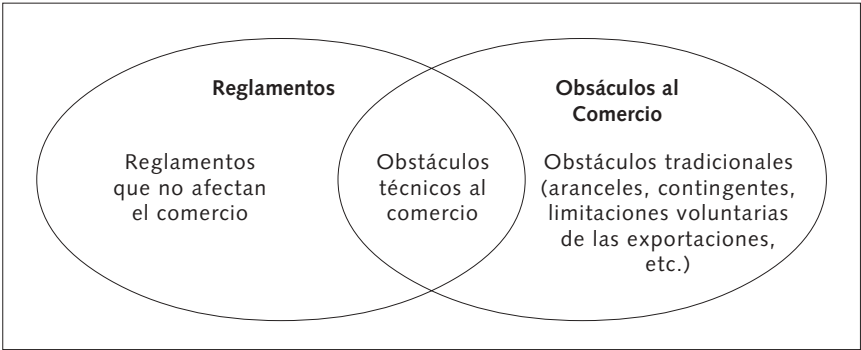 Reglamentos
Reglamentos
que no afectan
el comercio
Obstáculos
técnicos al
comercio
Obsáculos al
Comercio
Obstáculos tradicionales
(aranceles, contingentes,
limitaciones voluntarias
de las exportaciones,
etc.)